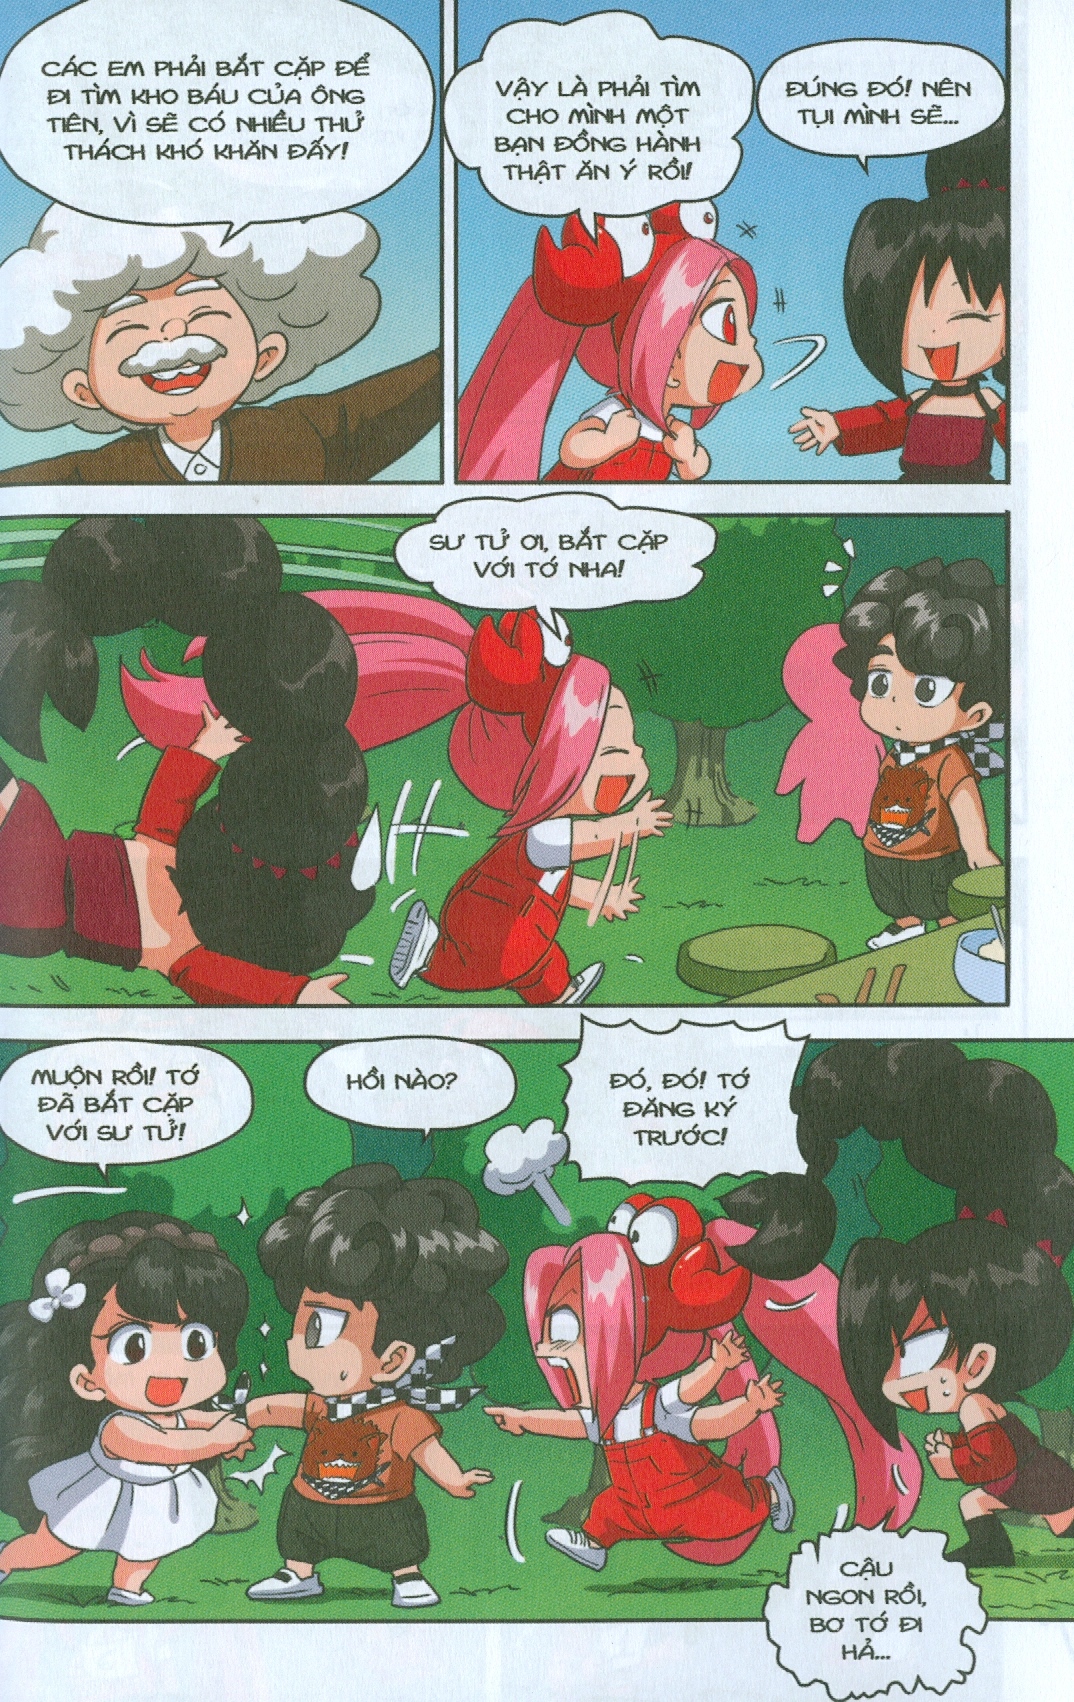 CÁC EM PHẢI BẮT CẶP ĐỂ
ĐI TÌM KHO BÁU CỦA ÔNG
TIÊN, VÌ SẼ CÓ NHIỀU THỬ
THÁCH KHÓ KHĂN ĐẤY!
VẬY LÀ PHẢI TÌM
CHO MÌNH MỘT
BẠN ĐỒNG HÀNH
THẬT ĂN Ý RỒI!
ĐÚNG ĐÓ! NÊN
TỤI MÌNH SẼ...
SƯ TỬ ƠI, BẮT CẶP
VỚI TỚ NHA!
MUỘN RỒI! TỚ
ĐÃ BẮT CẶP
VỚI SƯ TỬ!
HỒI NÀO?
ĐÓ, ĐÓ! TỚ
ĐĂNG KÝ
TRƯỚC!
CẬU
NGON RỒI,
BƠ TỚ ĐI
HẢ...